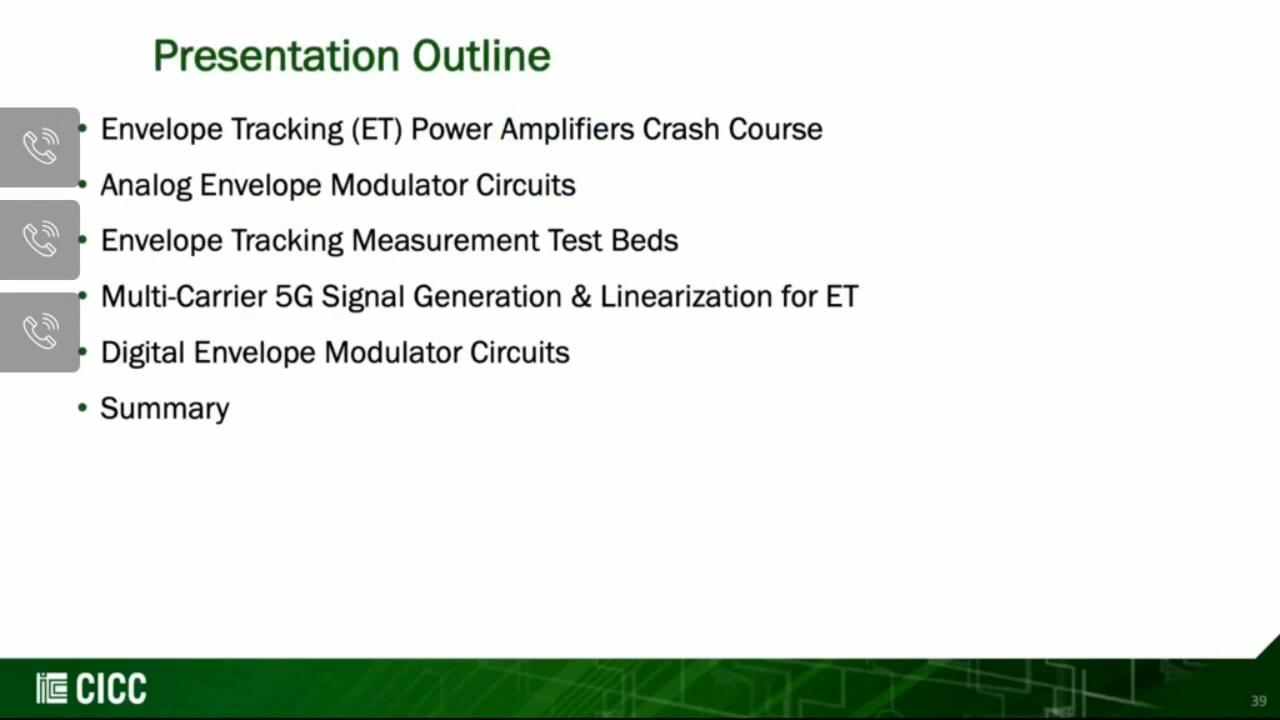 Presentation Outline
• Envelope Tracking (ET) Power Amplifiers Crash Course
• Analog Envelope Modulator Circuits
• Envelope Tracking Measurement Test Beds
• Multi-Carrier 5G Signal Generation & Linearization for ET
• Digital Envelope Modulator Circuits
• Summary
CICC
39